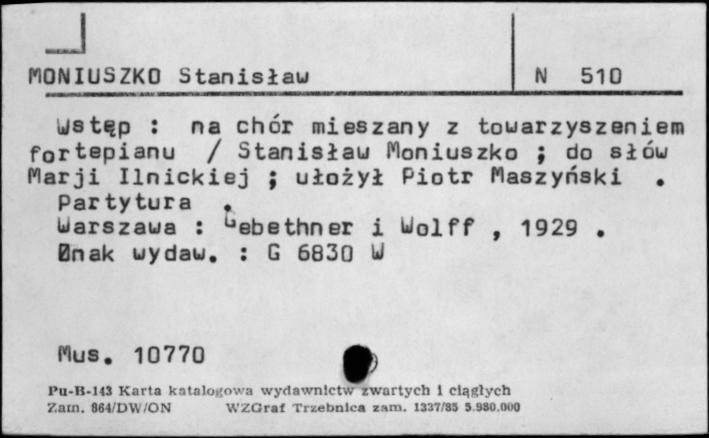 MONIUSZKO Stanisław N 510
Wstęp : na chór mieszany z towarzyszeniem
fortepianu / Stanisław Moniuszko ; do słów
Marji Ilnickiej ; ułożył Piotr Maszyński .
Partytura .
Warszawa : Gebethner i Wolff , 1929 .
Znak wydaw. : G 6830 W
Mus. 10770
Pu-B-143 Karta katalogowa wydawnictw zwartych i ciągłych
Zam. 864/DW/ON WZGraf Trzebnica zam. 1337/85 5.980.000